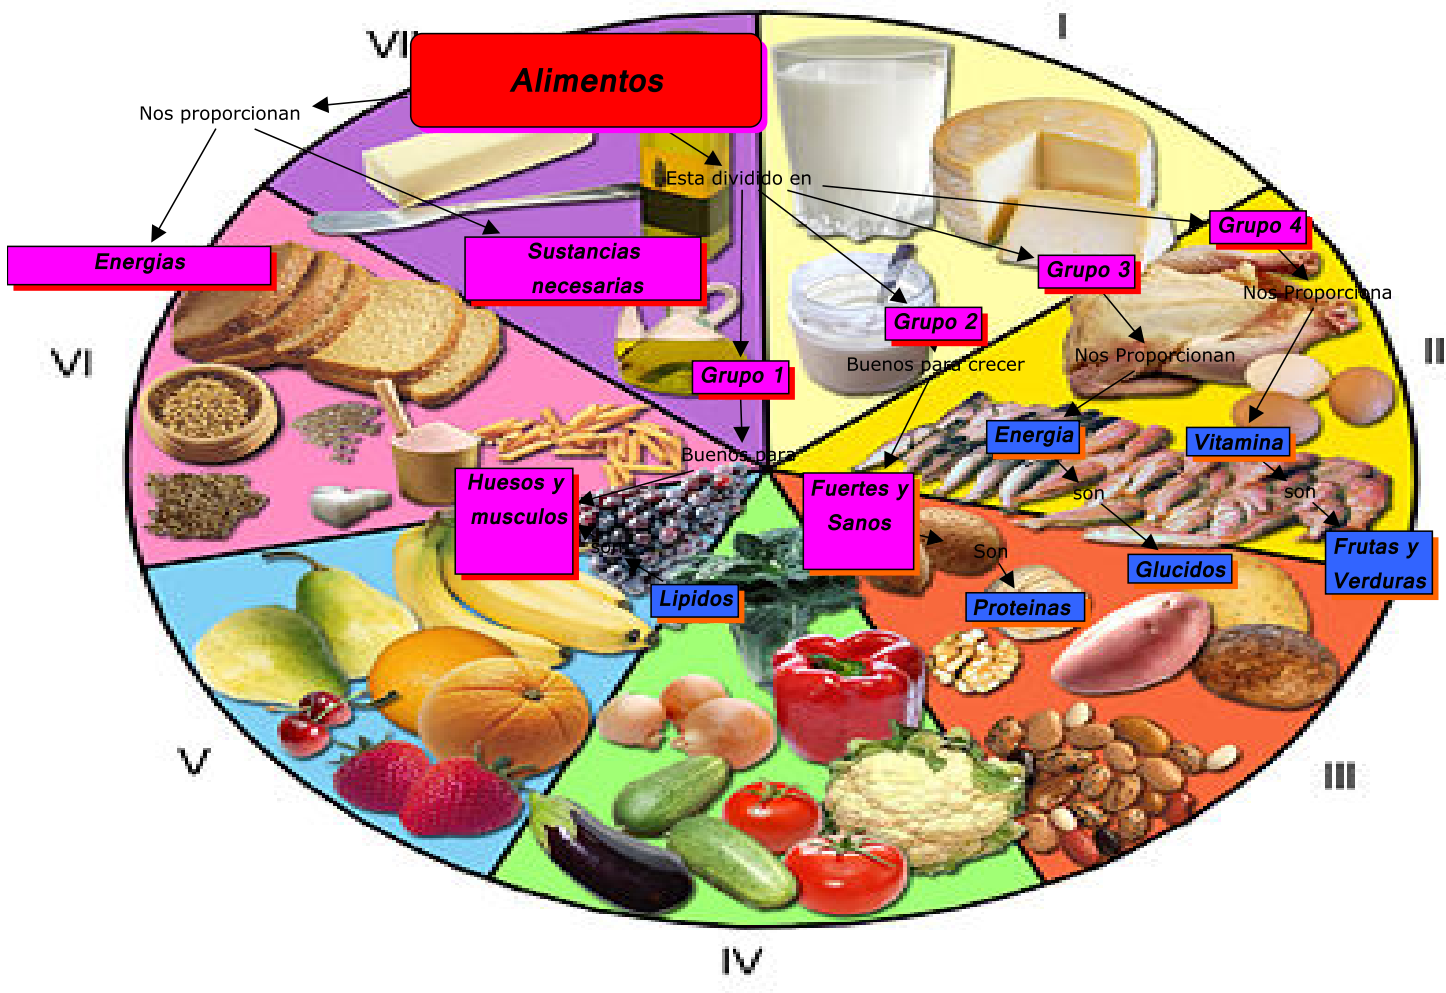 VII
I
Alimentos
Nos proporcionan
Esta dividido en
Energias
Sustancias
necesarias
Grupo 4
Grupo 3
Nos Proporciona
Grupo 2
Buenos para crecer
Nos Proporcionan
II
VI
Grupo 1
Energia
Vitamina
Buenos para
Huesos y
musculos
Fuertes y
Sanos
son
son
son
Son
Frutas y
Verduras
Glucidos
Lipidos
Proteinas
V
III
IV